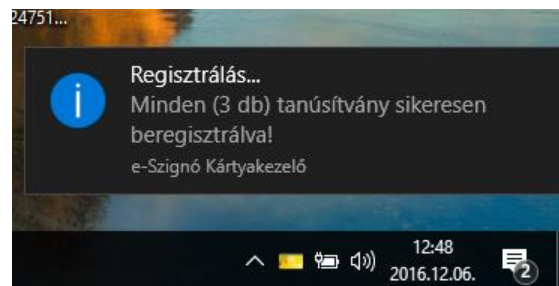 24751...
Regisztrálás...
Minden (3 db) tanúsítvány sikeresen
beregisztrálva!
e-Szignó Kártyakezelő
12:48
2016.12.06.
2